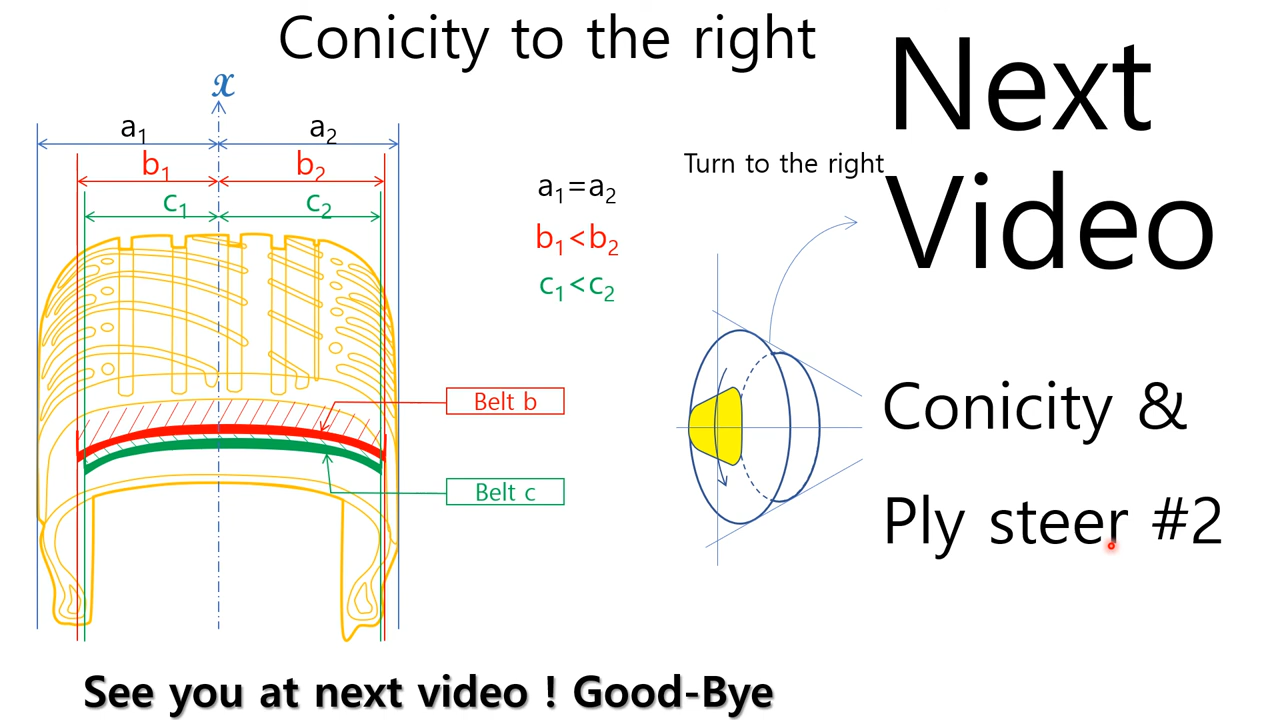 Conicity to the right
Next
Video
x
a1
a2
b1
b2
c1
c2
Turn to the right
a1=a2
b1<b2
c1<c2
Belt b
Belt c
Conicity &
Ply steer #2
See you at next video ! Good-Bye